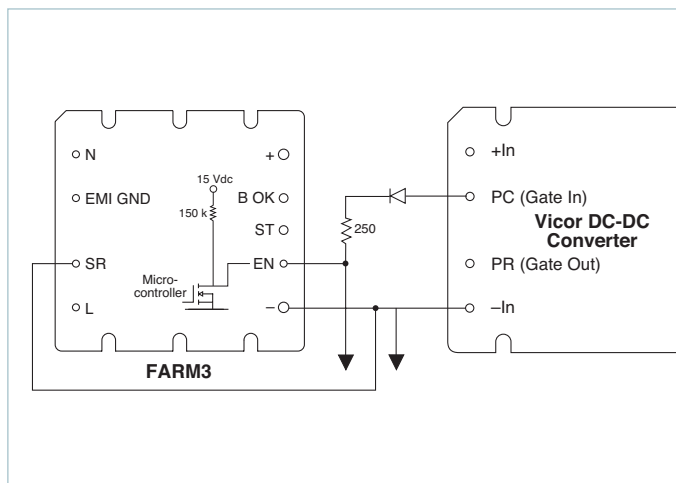 N
EMI GND
SR
L
15 Vdc
150 k
Micro-
controller
+
B OK
ST
EN
–
FARM3
250
+In
PC (Gate In)
Vicor DC-DC
Converter
PR (Gate Out)
–In